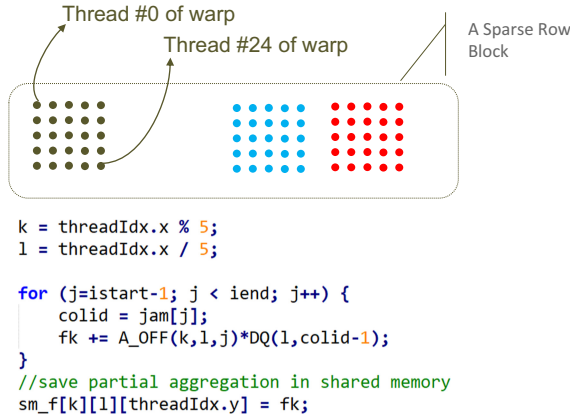 Thread #0 of warp
Thread #24 of warp
A Sparse Row
Block
k = threadIdx.x % 5;
l = threadIdx.x / 5;
for (j=istart-1; j < iend; j++) {
    colid = jam[j];
    fk += A_OFF(k,l,j)*DQ(l,colid-1);
}
//save partial aggregation in shared memory
sm_f[k][l][threadIdx.y] = fk;